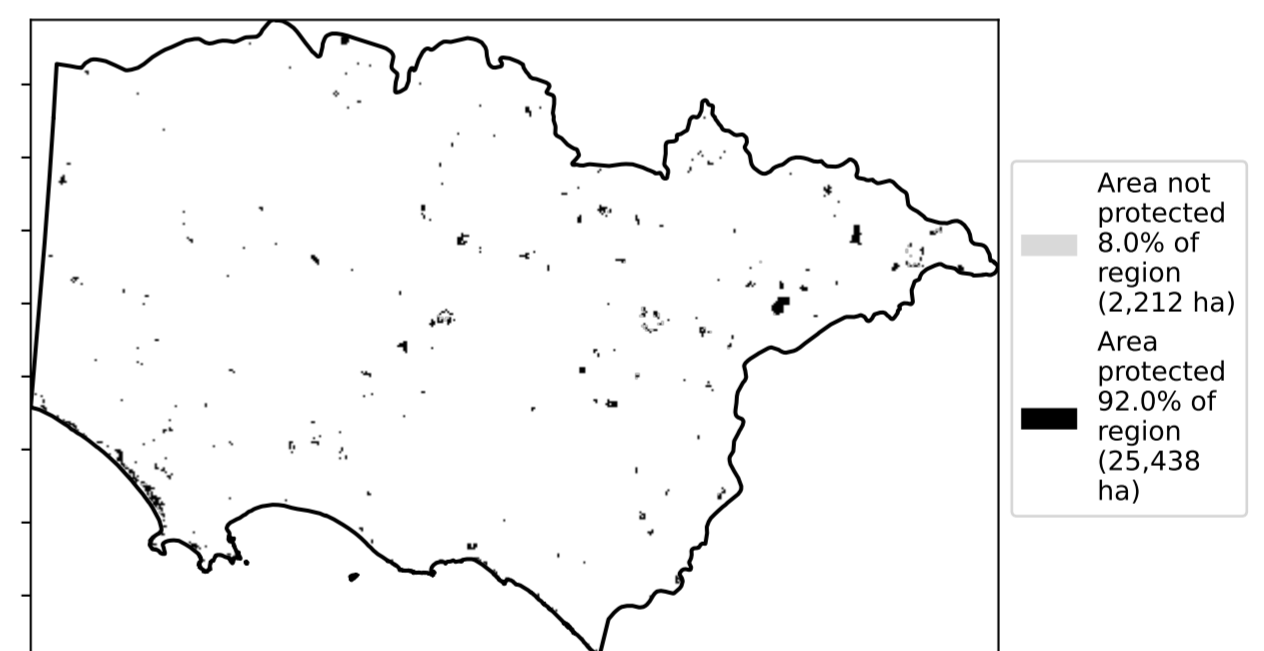 Area not
protected
8.0% of
region
(2,212 ha)
Area
protected
92.0% of
region
(25,438
ha)